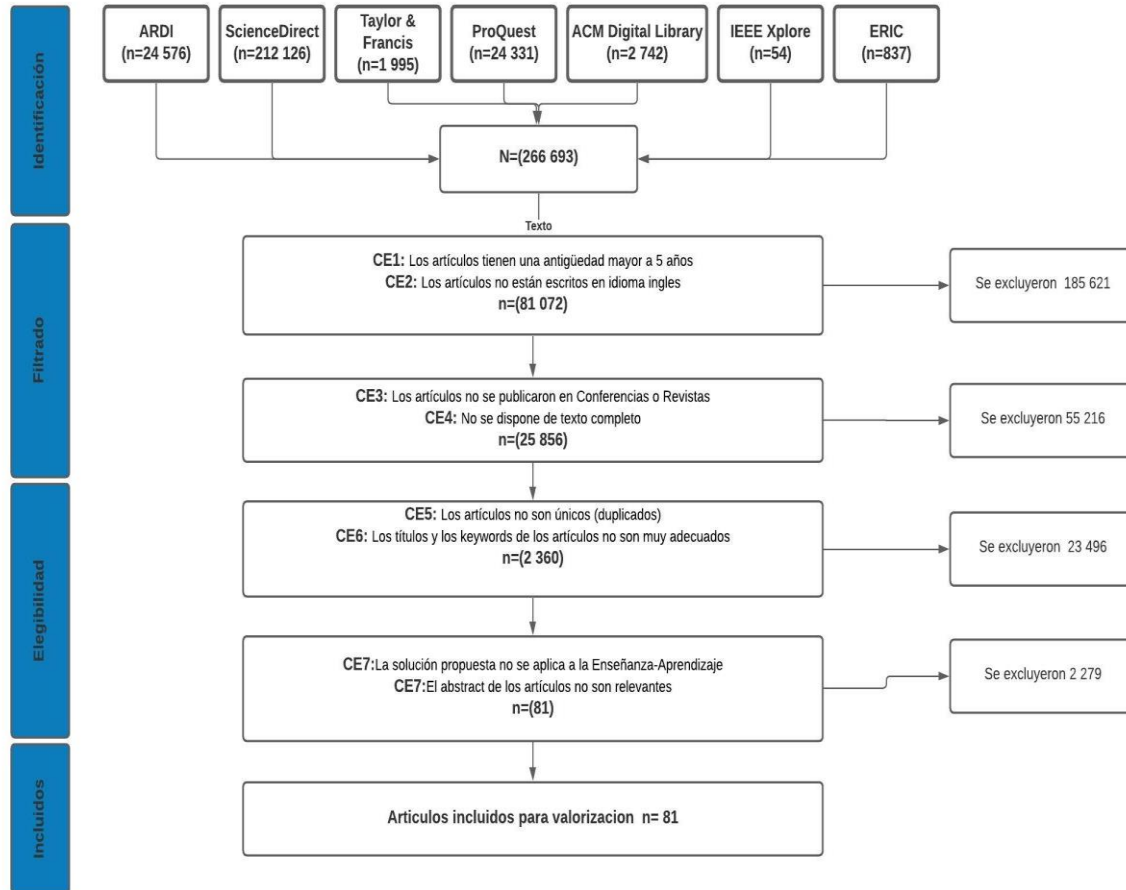 Identificación
ARDI
(n=24 576)
ScienceDirect
(n=212 126)
Taylor &
Francis
(n=1 995)
ProQuest
(n=24 331)
ACM Digital Library
(n=2 742)
IEEE Xplore
(n=54)
ERIC
(n=837)
N=(266 693)
Texto
Filtrado
CE1: Los artículos tienen una antigüedad mayor a 5 años
CE2: Los artículos no están escritos en idioma ingles
n=(81 072)
Se excluyeron 185 621
CE3: Los artículos no se publicaron en Conferencias o Revistas
CE4: No se dispone de texto completo
n=(25 856)
Se excluyeron 55 216
Elegibilidad
CE5: Los artículos no son únicos (duplicados)
CE6: Los títulos y los keywords de los artículos no son muy adecuados
n=(2 360)
Se excluyeron 23 496
CE7:La solución propuesta no se aplica a la Enseñanza-Aprendizaje
CE7:El abstract de los artículos no son relevantes
n=(81)
Se excluyeron 2 279
Incluidos
Articulos incluidos para valorizacion n= 81